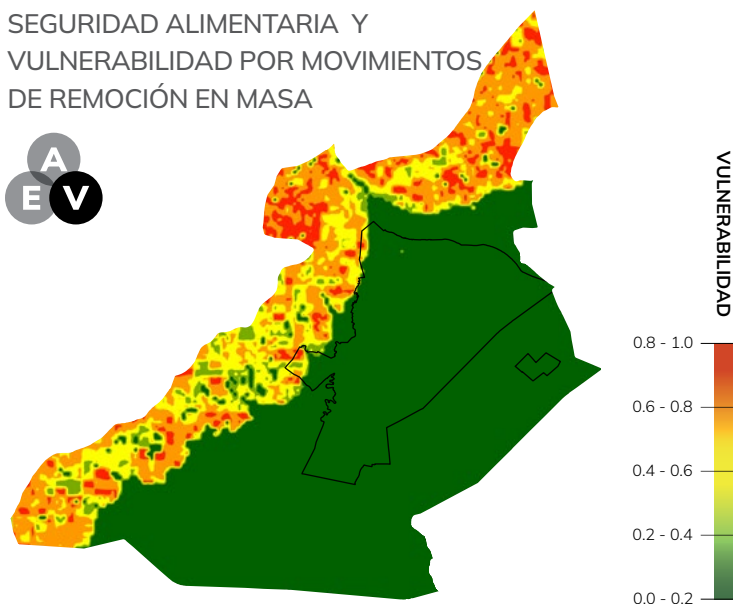 SEGURIDAD ALIMENTARIA Y
VULNERABILIDAD POR MOVIMIENTOS
DE REMOCIÓN EN MASA
A
E V
VULNERABILIDAD
0.8 - 1.0
0.6 - 0.8
0.4 - 0.6
0.2 - 0.4
0.0 - 0.2